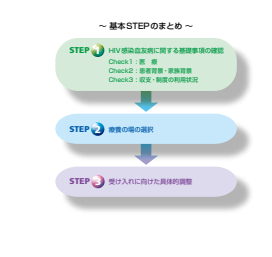 ～ 基本STEPのまとめ ～
STEP 1 HIV感染血友病に関する基礎事項の確認
Check1：医　療
Check2：患者背景・家族背景
Check3：収支・制度の利用状況
STEP 2 療養の場の選択
STEP 3 受け入れに向けた具体的調整